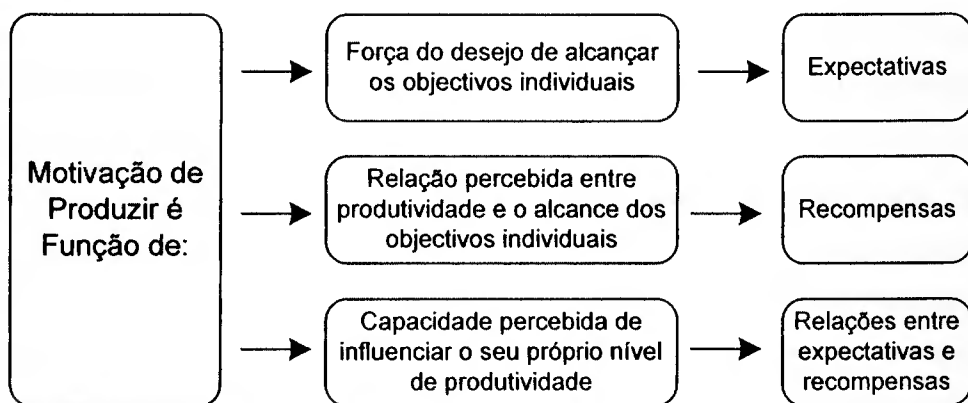 Motivação de
Produzir é
Função de:
Força do desejo de alcançar
os objectivos individuais
Expectativas
Relação percebida entre
produtividade e o alcance dos
objectivos individuais
Recompensas
Capacidade percebida de
influenciar o seu próprio nível
de produtividade
Relações entre
expectativas e
recompensas